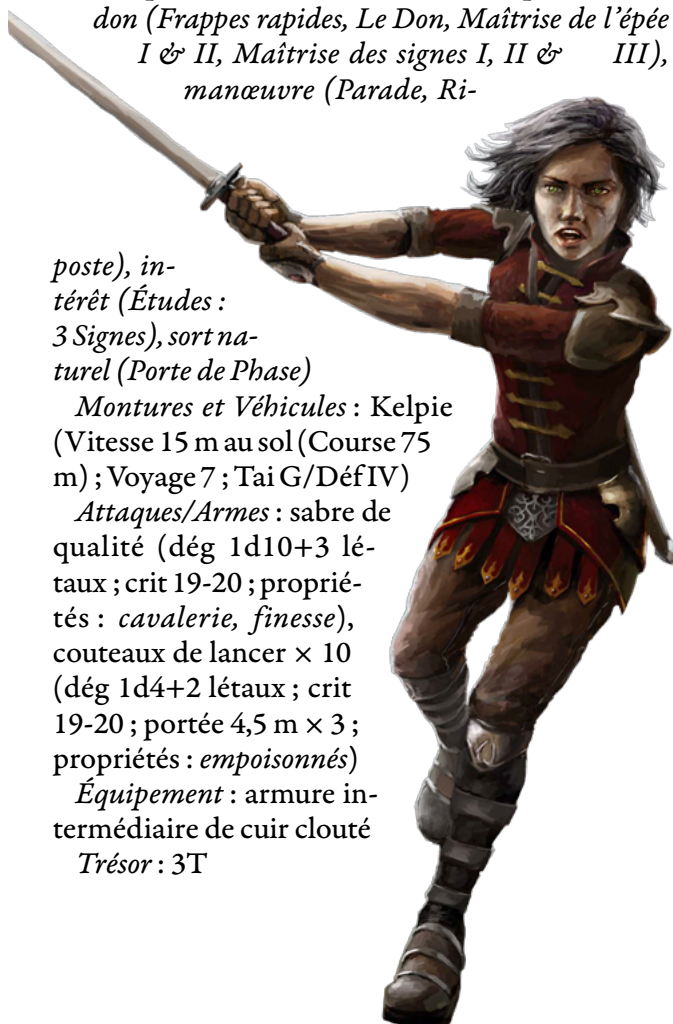 don (Frappes rapides, Le Don, Maîtrise de l’épée
I & II, Maîtrise des signes I, II & III),
manœuvre (Parade, Ri-
poste), in-
térêt (Études :
3 Signes), sort na-
turel (Porte de Phase)
Montures et Véhicules : Kelpie
(Vitesse 15 m au sol (Course 75
m) ; Voyage 7 ; Tai G/Déf IV)
Attaques/Armes : sabre de
qualité (dég 1d10+3 lé-
taux ; crit 19-20 ; proprié-
tés : cavalerie, finesse),
couteaux de lancer × 10
(dég 1d4+2 létaux ; crit
19-20 ; portée 4,5 m × 3 ;
propriétés : empoisonnés)
Équipement : armure in-
termédiaire de cuir clouté
Trésor : 3T